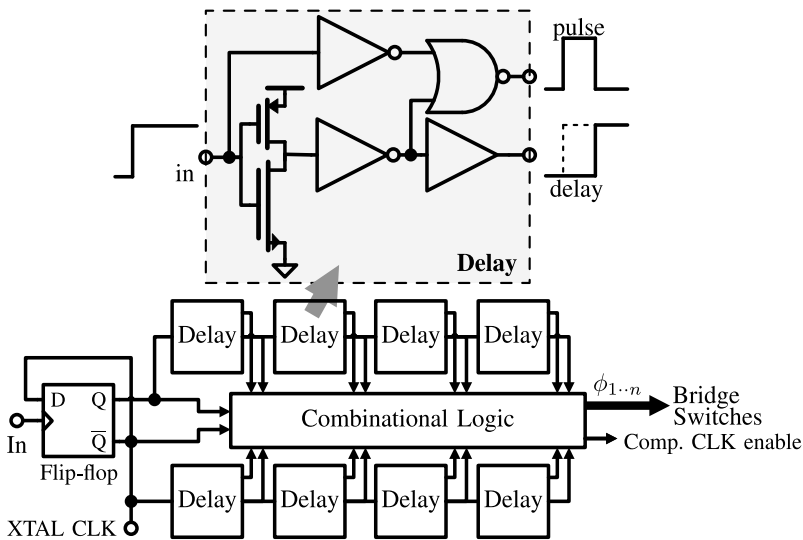 pulse
in
delay
Delay
Delay
Delay
Delay
Delay
D
Q
Q̅
In
Flip-flop
Combinational Logic
ϕ1··n
Bridge
Switches
Comp. CLK enable
Delay
Delay
Delay
Delay
XTAL CLK